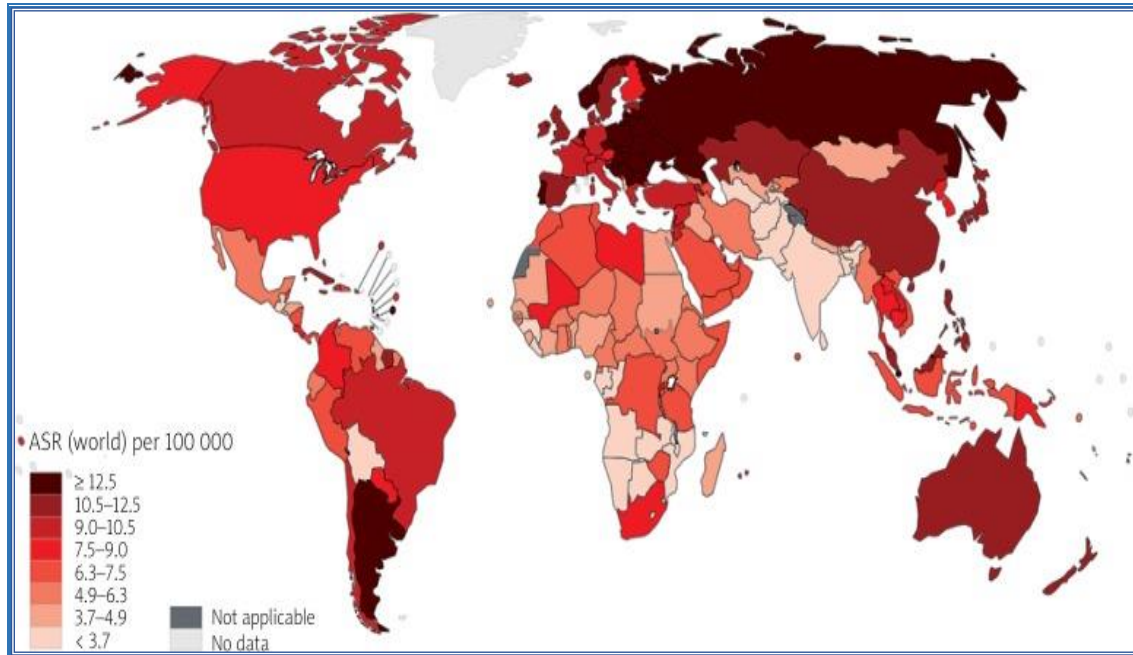 ASR (world) per 100 000
≥ 12.5
10.5–12.5
9.0–10.5
7.5–9.0
6.3–7.5
4.9–6.3
3.7–4.9
< 3.7
Not applicable
No data